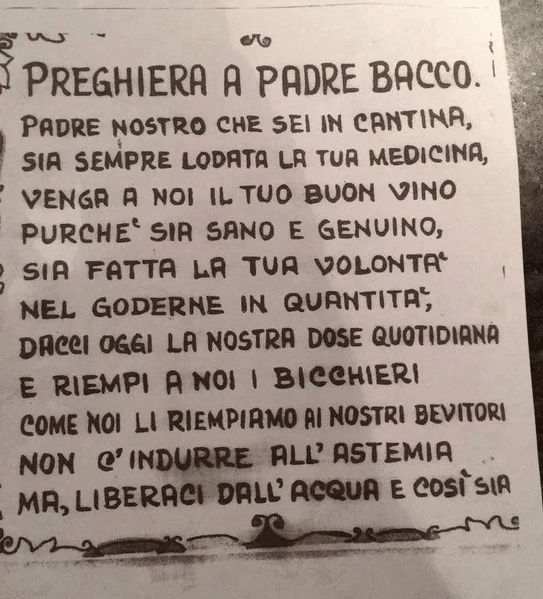 PREGHIERA A PADRE BACCO.
PADRE NOSTRO CHE SEI IN CANTINA,
SIA SEMPRE LODATA LA TUA MEDICINA,
VENGA A NOI IL TUO BUON VINO
PURCHE' SIA SANO E GENUINO,
SIA FATTA LA TUA VOLONTA'
NEL GODERNE IN QUANTITA',
DACCI OGGI LA NOSTRA DOSE QUOTIDIANA
E RIEMPI A NOI I BICCHIERI
COME NOI LI RIEMPIAMO AI NOSTRI BEVITORI
NON C'INDURRE ALL'ASTEMIA
MA, LIBERACI DALL'ACQUA E COSÌ SIA